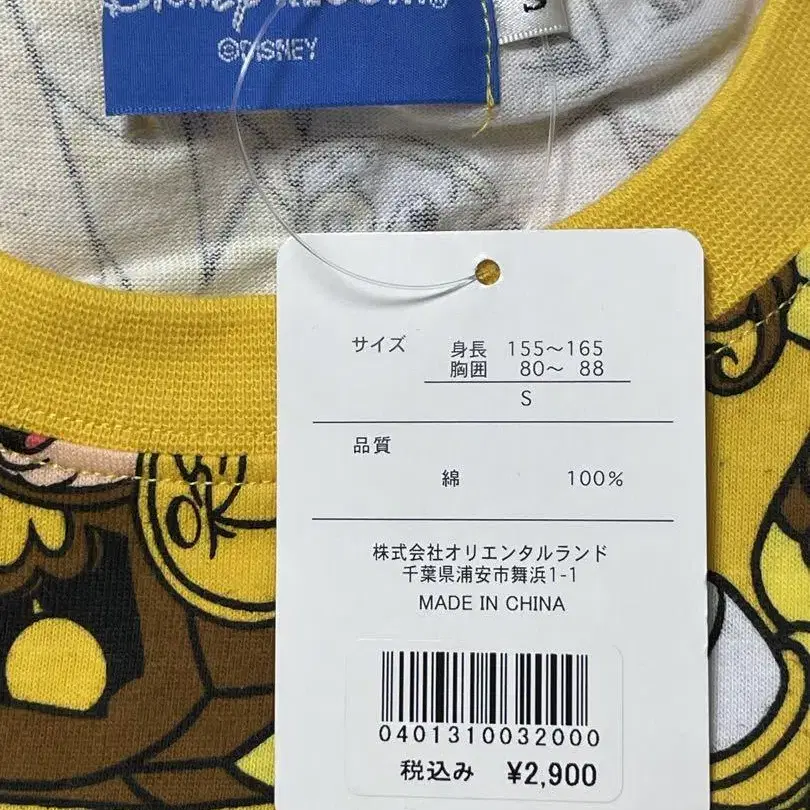 DISNEY RESORT®
©DISNEY
S
サイズ 身長 155〜165
胸囲 80〜 88
S
品質
綿 100%
株式会社オリエンタルランド
千葉県浦安市舞浜1-1
MADE IN CHINA
0401310032000
税込み ¥2,900